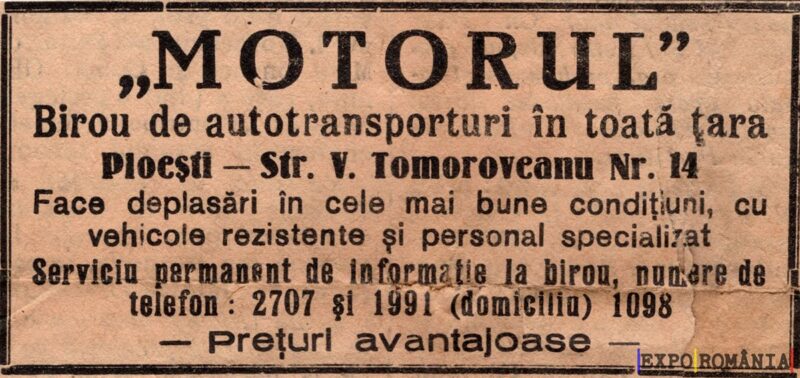 „MOTORUL”
Birou de autotransporturi în toată ţara
Ploeşti — Str. V. Tomoroveanu Nr. 14
Face deplasări în cele mai bune condiţiuni, cu
vehicole rezistente şi personal specializat
Serviciu permanent de informaţie la birou, numere de
telefon : 2707 şi 1991 (domiciliu) 1098
— Preţuri avantajoase —
EXPO ROMÂNIA